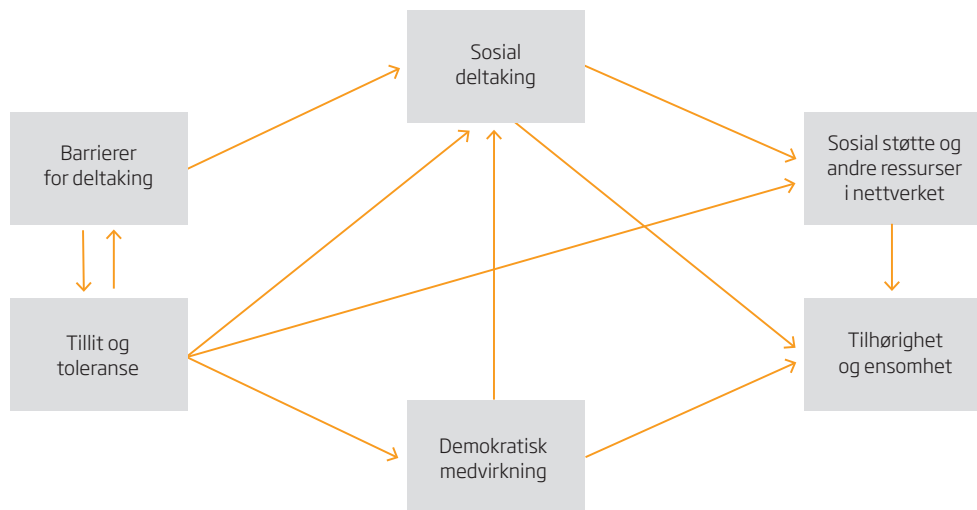 Sosial
deltaking
Barrierer
for deltaking
Sosial støtte og
andre ressurser
i nettverket
Tillit og
toleranse
Tilhørighet
og ensomhet
Demokratisk
medvirkning